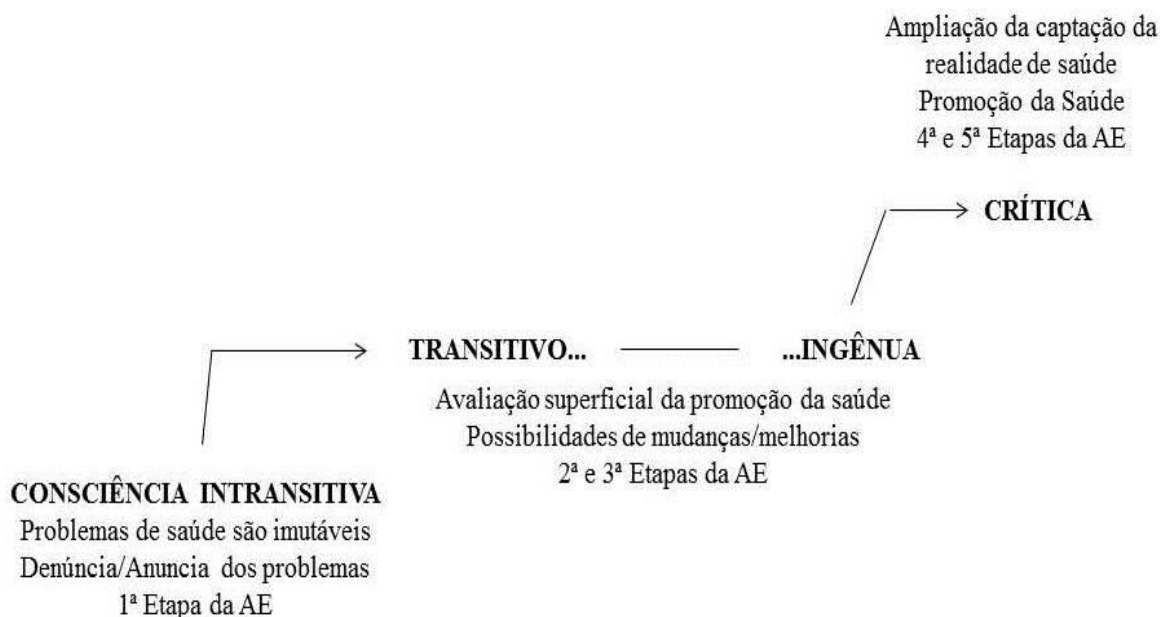 Ampliação da captação da
realidade de saúde
Promoção da Saúde
4ª e 5ª Etapas da AE
CRÍTICA
TRANSITIVO... ...INGÊNUA
Avaliação superficial da promoção da saúde
Possibilidades de mudanças/melhorias
2ª e 3ª Etapas da AE
CONSCIÊNCIA INTRANSITIVA
Problemas de saúde são imutáveis
Denúncia/Anuncia dos problemas
1ª Etapa da AE